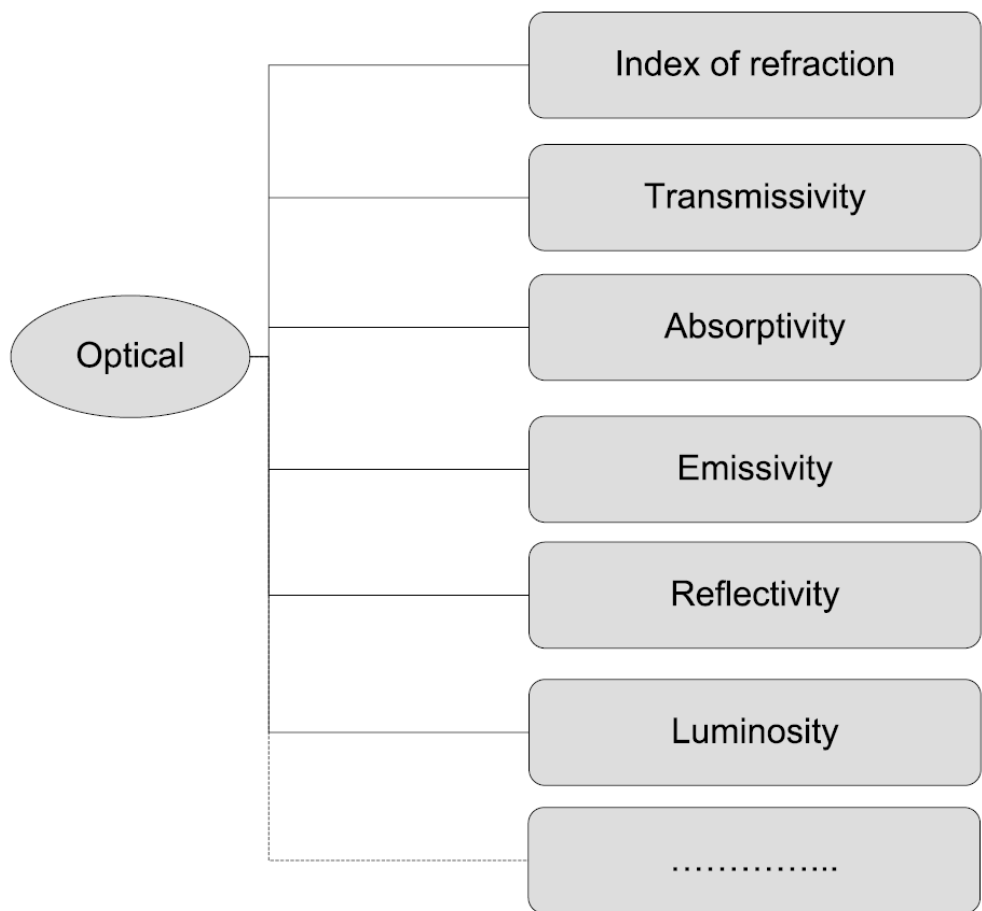 Index of refraction
Transmissivity
Absorptivity
Optical
Emissivity
Reflectivity
Luminosity
……………...